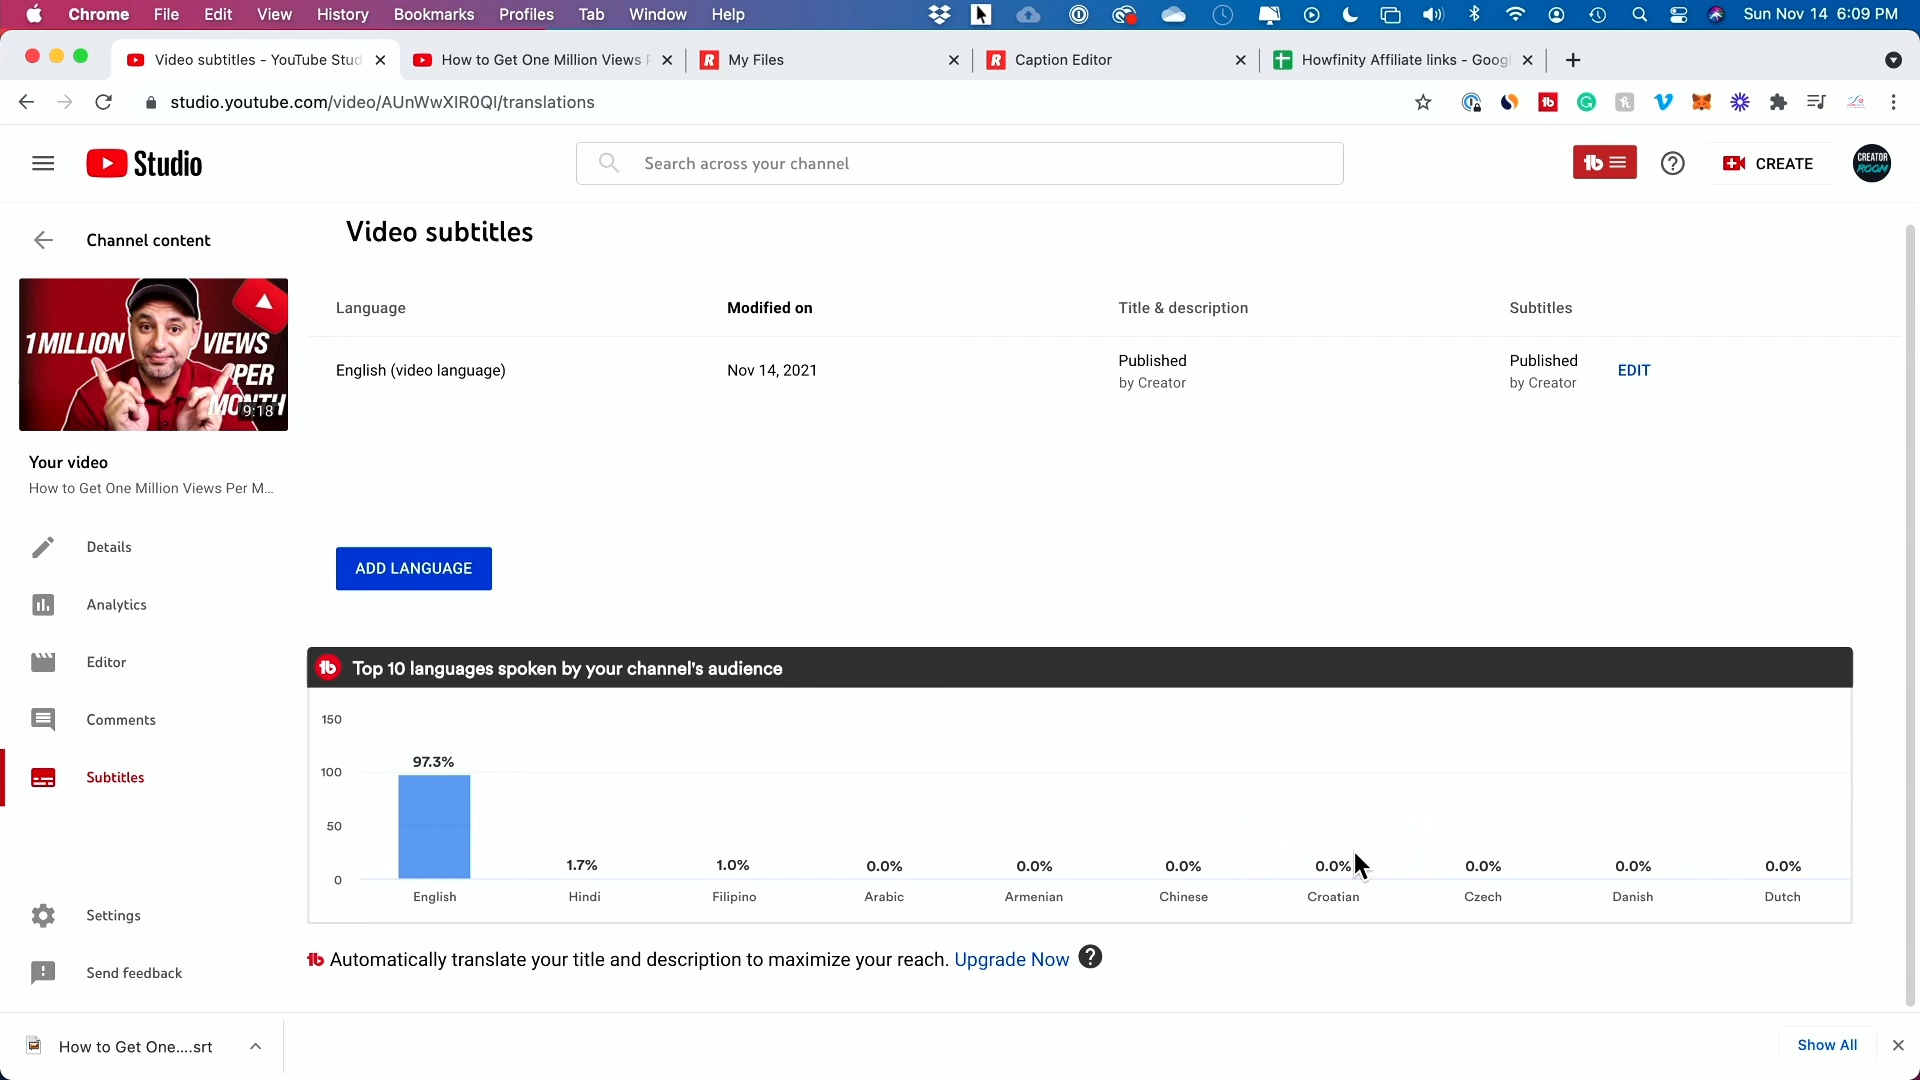 Chrome File Edit View History Bookmarks Profiles Tab Window Help Sun Nov 14 6:09 PM
Video subtitles - YouTube Stud
How to Get One Million Views P
My Files
Caption Editor
Howfinity Affiliate links - Googl
studio.youtube.com/video/AUnWwXIR0QI/translations
Studio
Search across your channel
CREATE
CREATOR
ROOM
Channel content
Video subtitles
1 MILLION VIEWS
PER
MONTH
9:18
Language Modified on Title & description Subtitles
English (video language) Nov 14, 2021 Published Published EDIT
by Creator by Creator
Your video
How to Get One Million Views Per M...
Details
ADD LANGUAGE
Analytics
Editor
Comments
Subtitles
Settings
Send feedback
Top 10 languages spoken by your channel's audience
150
100
50
0
97.3% 1.7% 1.0% 0.0% 0.0% 0.0% 0.0% 0.0% 0.0% 0.0%
English Hindi Filipino Arabic Armenian Chinese Croatian Czech Danish Dutch
Automatically translate your title and description to maximize your reach. Upgrade Now ?
How to Get One....srt
Show All